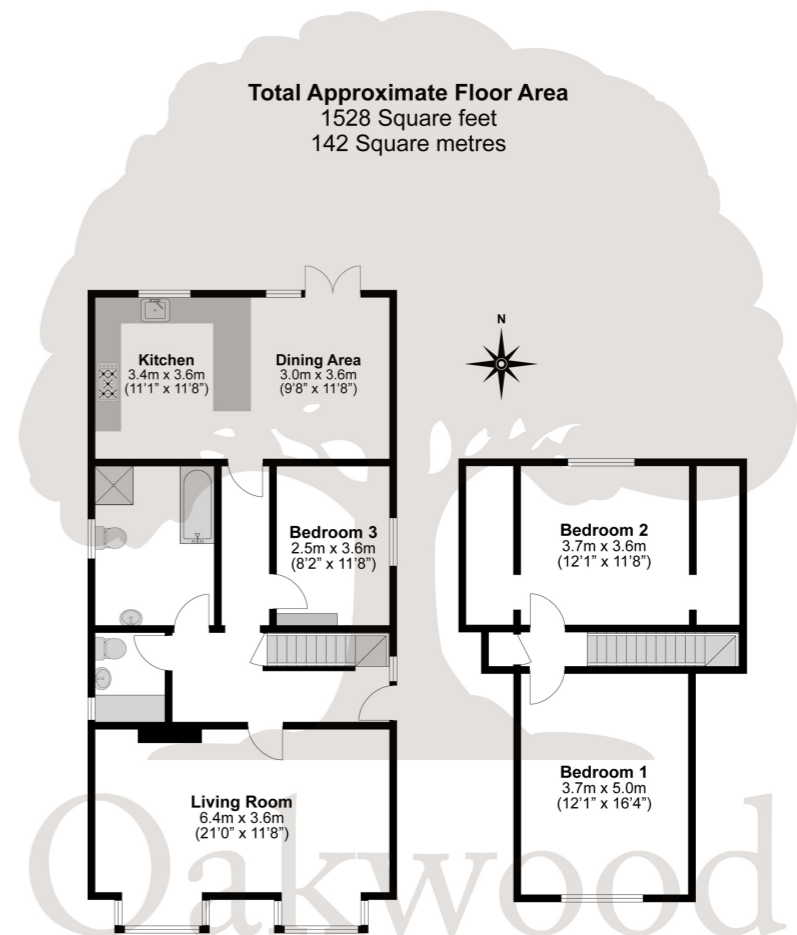 Total Approximate Floor Area
1528 Square feet
142 Square metres
N
Kitchen
3.4m x 3.6m
(11'1” x 11'8”)
Dining Area
3.0m x 3.6m
(9'8” x 11'8”)
Bedroom 3
2.5m x 3.6m
(8'2” x 11'8”)
Bedroom 2
3.7m x 3.6m
(12'1” x 11'8”)
Living Room
6.4m x 3.6m
(21'0” x 11'8”)
Bedroom 1
3.7m x 5.0m
(12'1” x 16'4”)
Oakwood